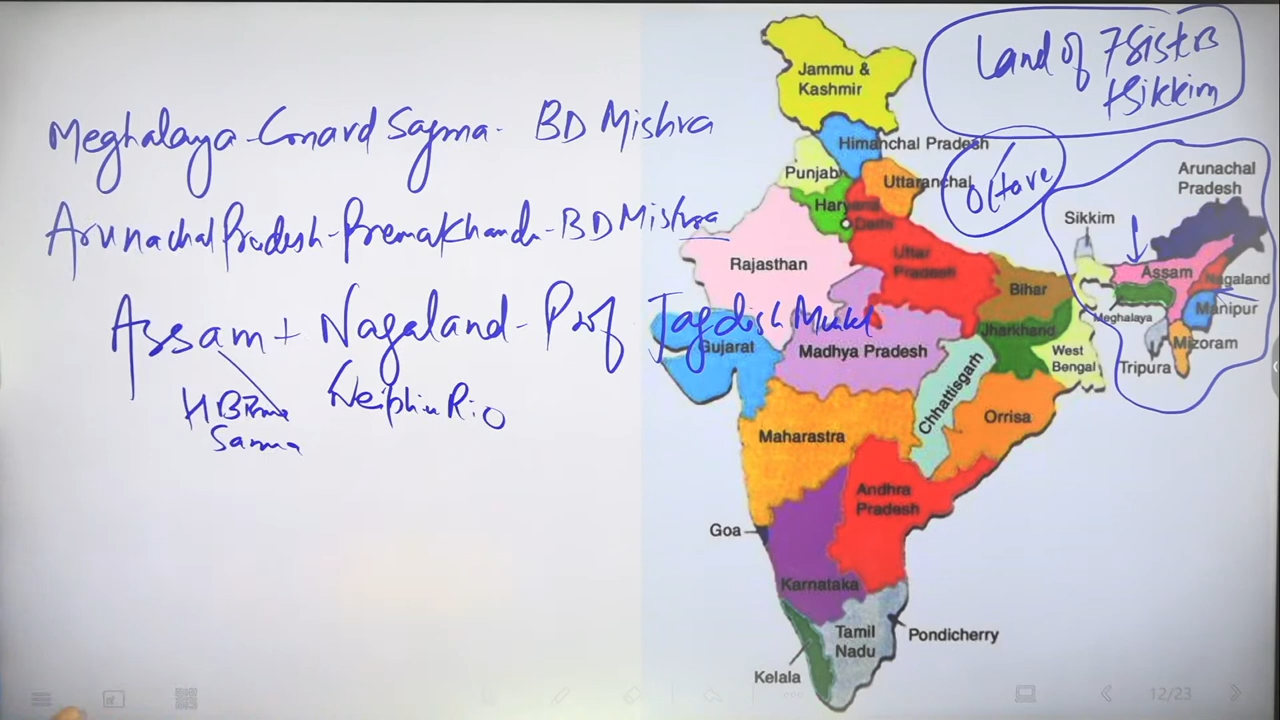 Land of 7 Sisters
+ Sikkim
Octave
Meghalaya - Conard Sagma - BD Mishra
Arunachal Pradesh - Prema Khandu - BD Mishra
Assam + Nagaland - Prof Jagdish Mukhi
H Bisma
Sarma
Neiphiu Rio
Jammu &
Kashmir
Himanchal Pradesh
Punjab
Uttaranchal
Haryana
Delhi
Rajasthan
Uttar
Pradesh
Bihar
Jharkhand
West
Bengal
Gujarat
Madhya Pradesh
Chhattisgarh
Orrisa
Maharastra
Andhra
Pradesh
Goa
Karnataka
Tamil
Nadu
Pondicherry
Kelala
Arunachal
Pradesh
Sikkim
Assam
Nagaland
Meghalaya
Manipur
Mizoram
Tripura
12/23